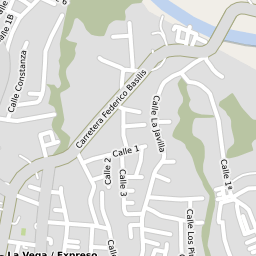 Calle 1B
Calle Constanza
Carretera Federico Basilis
Calle La Javilla
Calle 1
Calle 2
Calle 3
Calle 1ª
Calle Los
- La Vega / Expreso